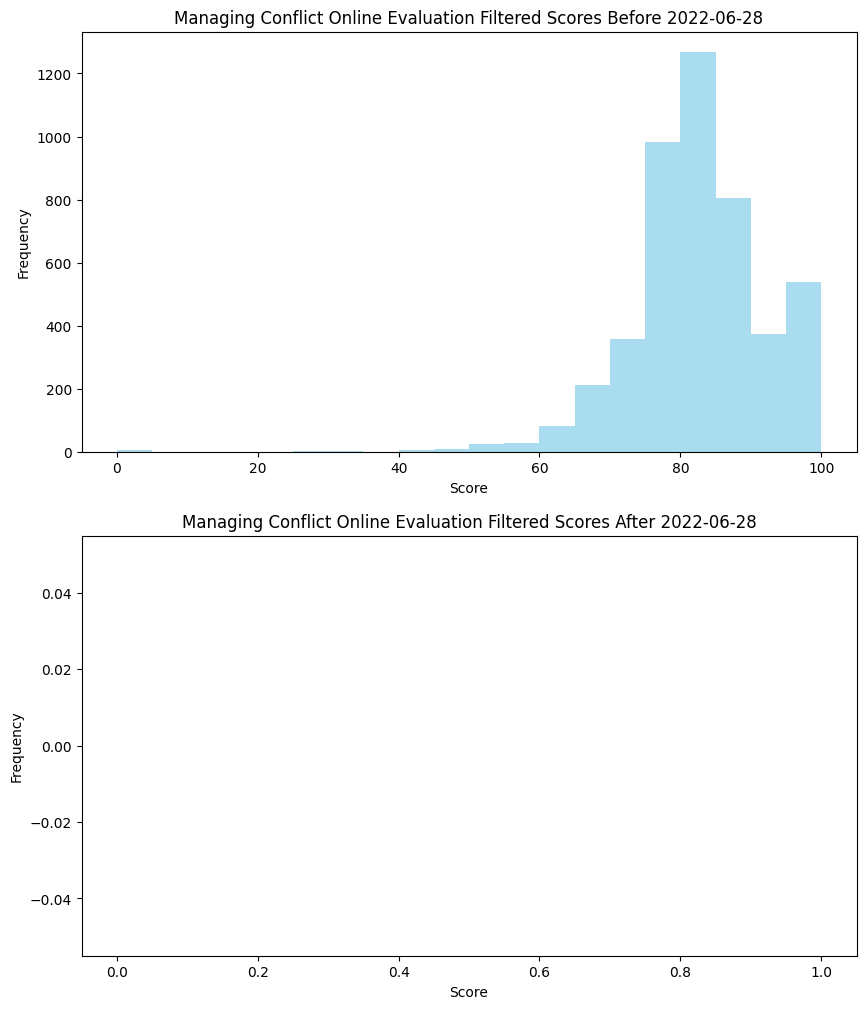 Managing Conflict Online Evaluation Filtered Scores Before 2022-06-28
1200
1000
800
600
400
200
0
Frequency
0 20 40 60 80 100
Score
Managing Conflict Online Evaluation Filtered Scores After 2022-06-28
0.04
0.02
0.00
−0.02
−0.04
Frequency
0.0 0.2 0.4 0.6 0.8 1.0
Score